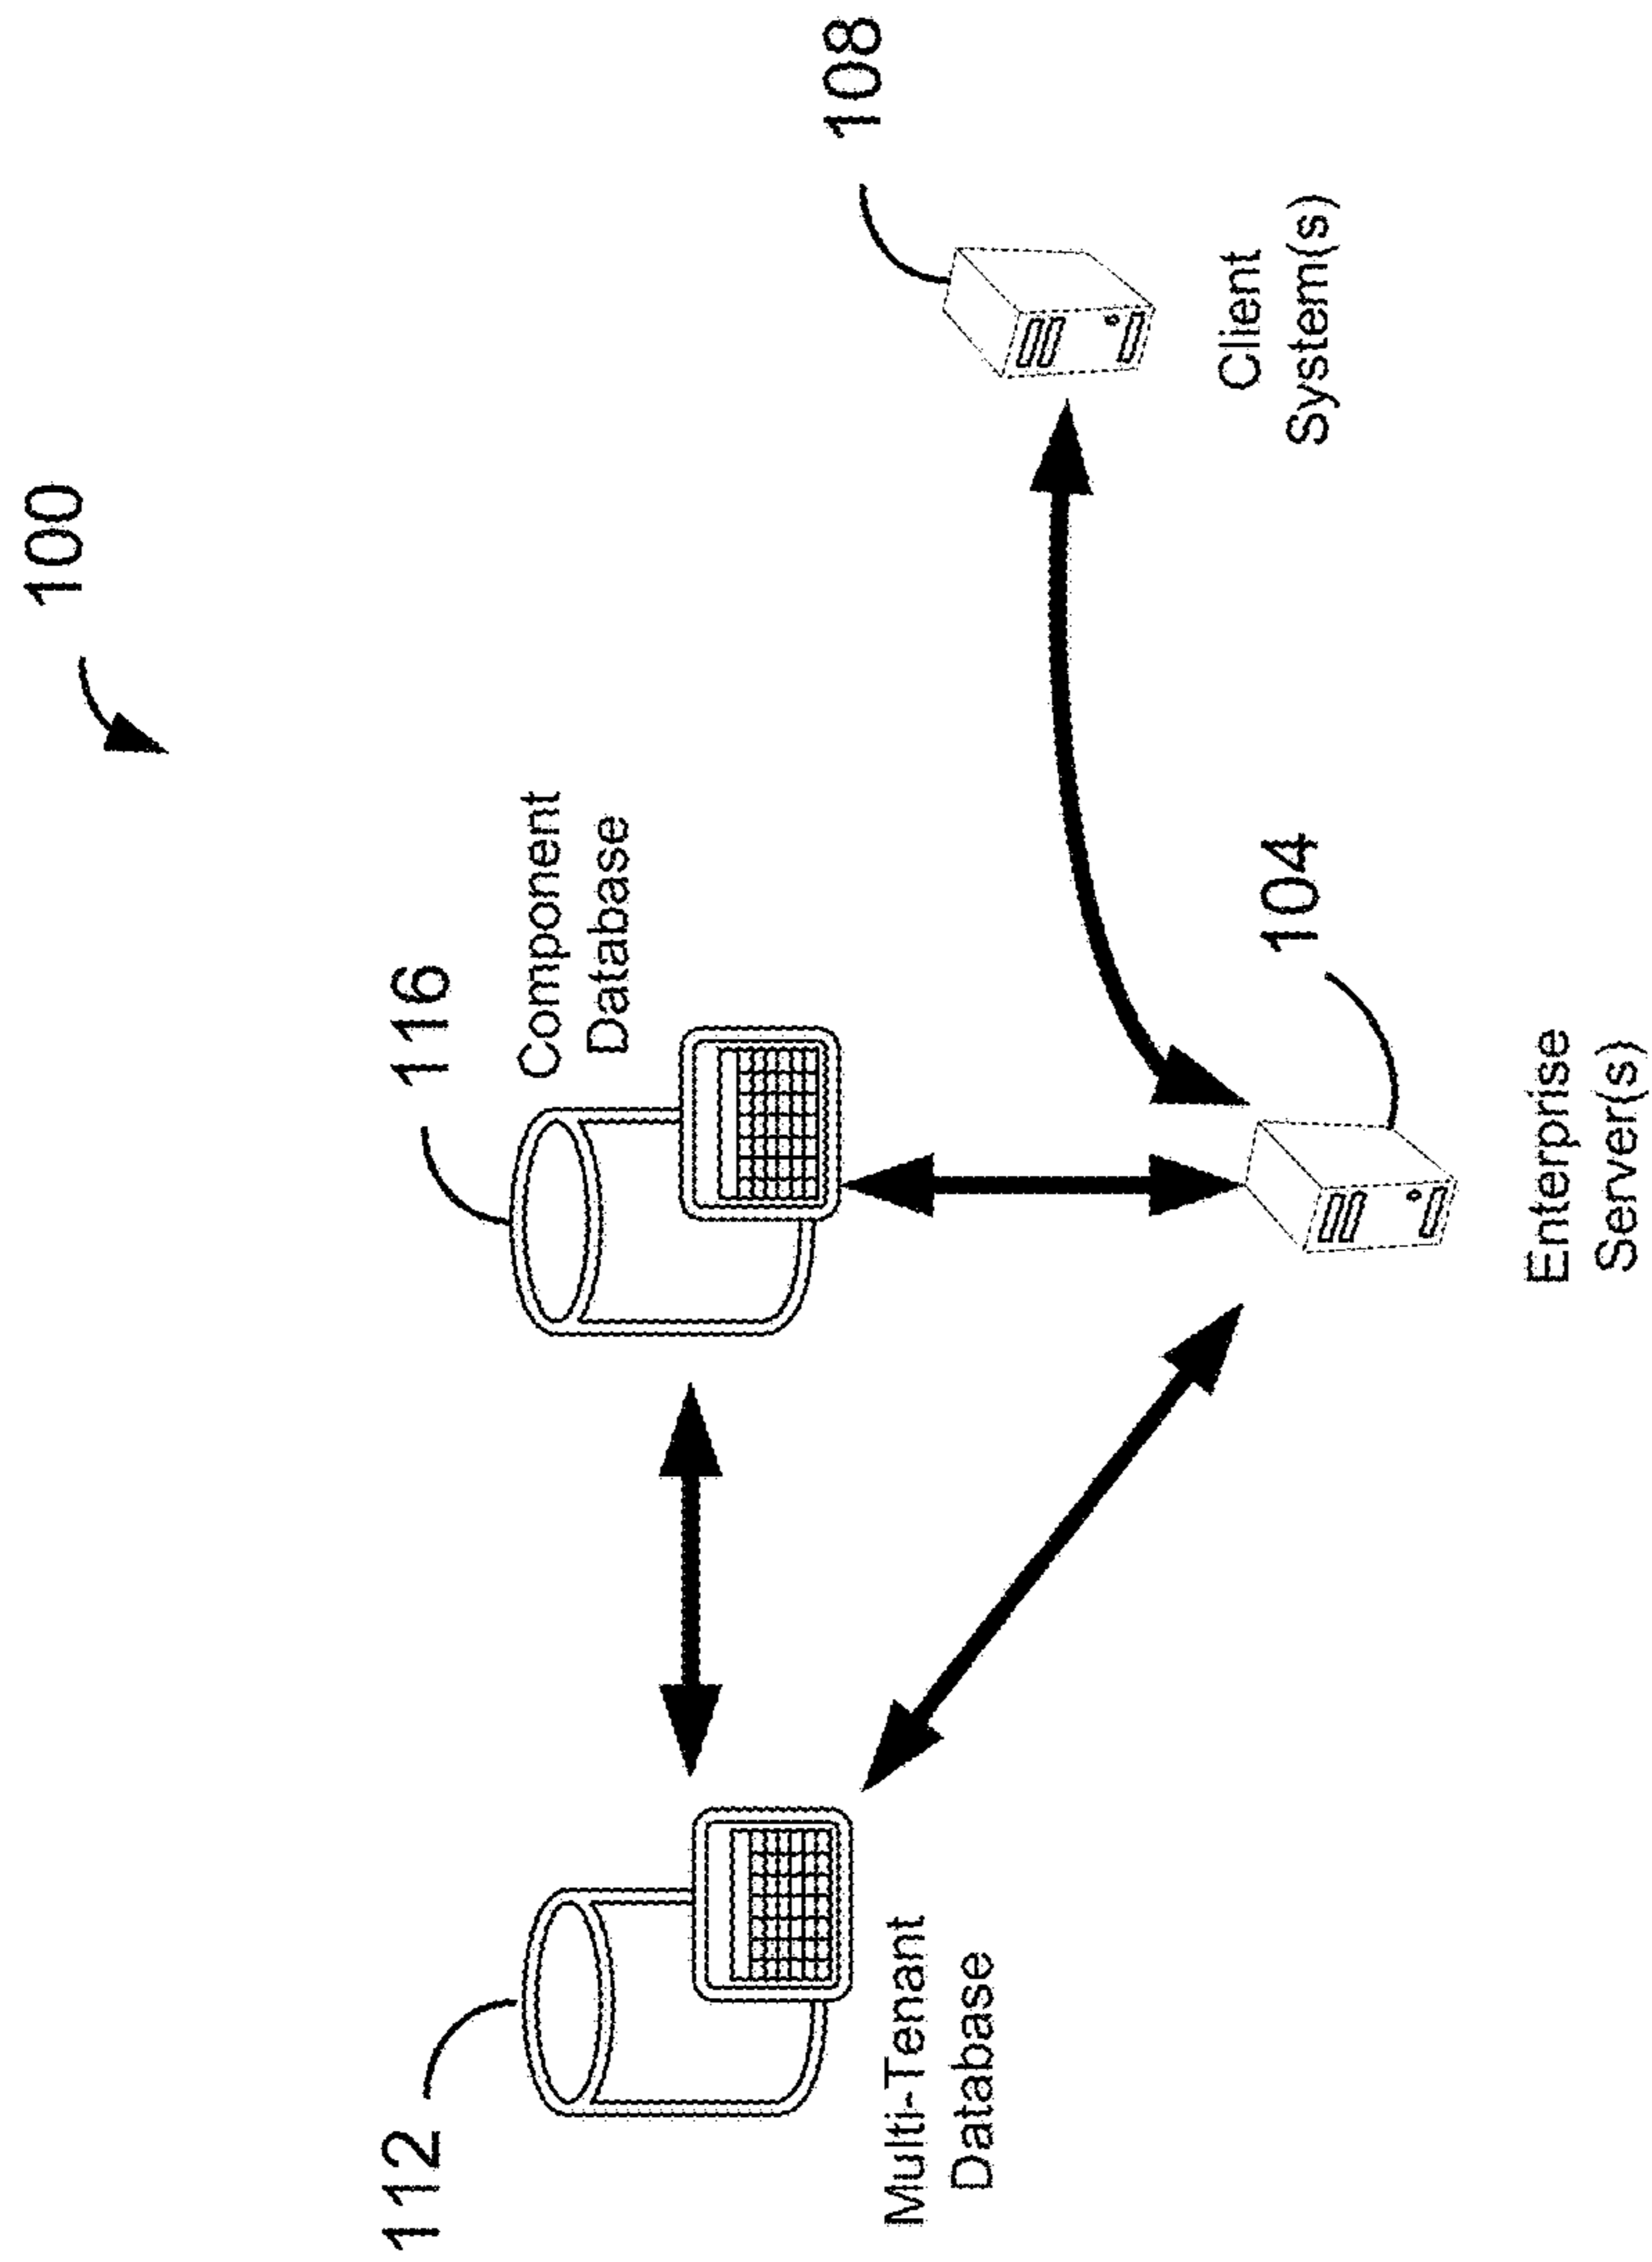 100
116
Component
Database
112
Multi-Tenant
Database
108
Client
System(s)
104
Enterprise
Server(s)